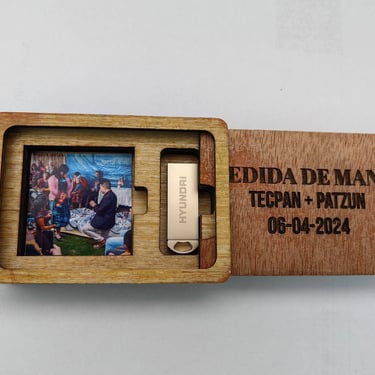 HYUNDAI
EDIDA DE MAN
TECPAN + PATZUN
06-04-2024